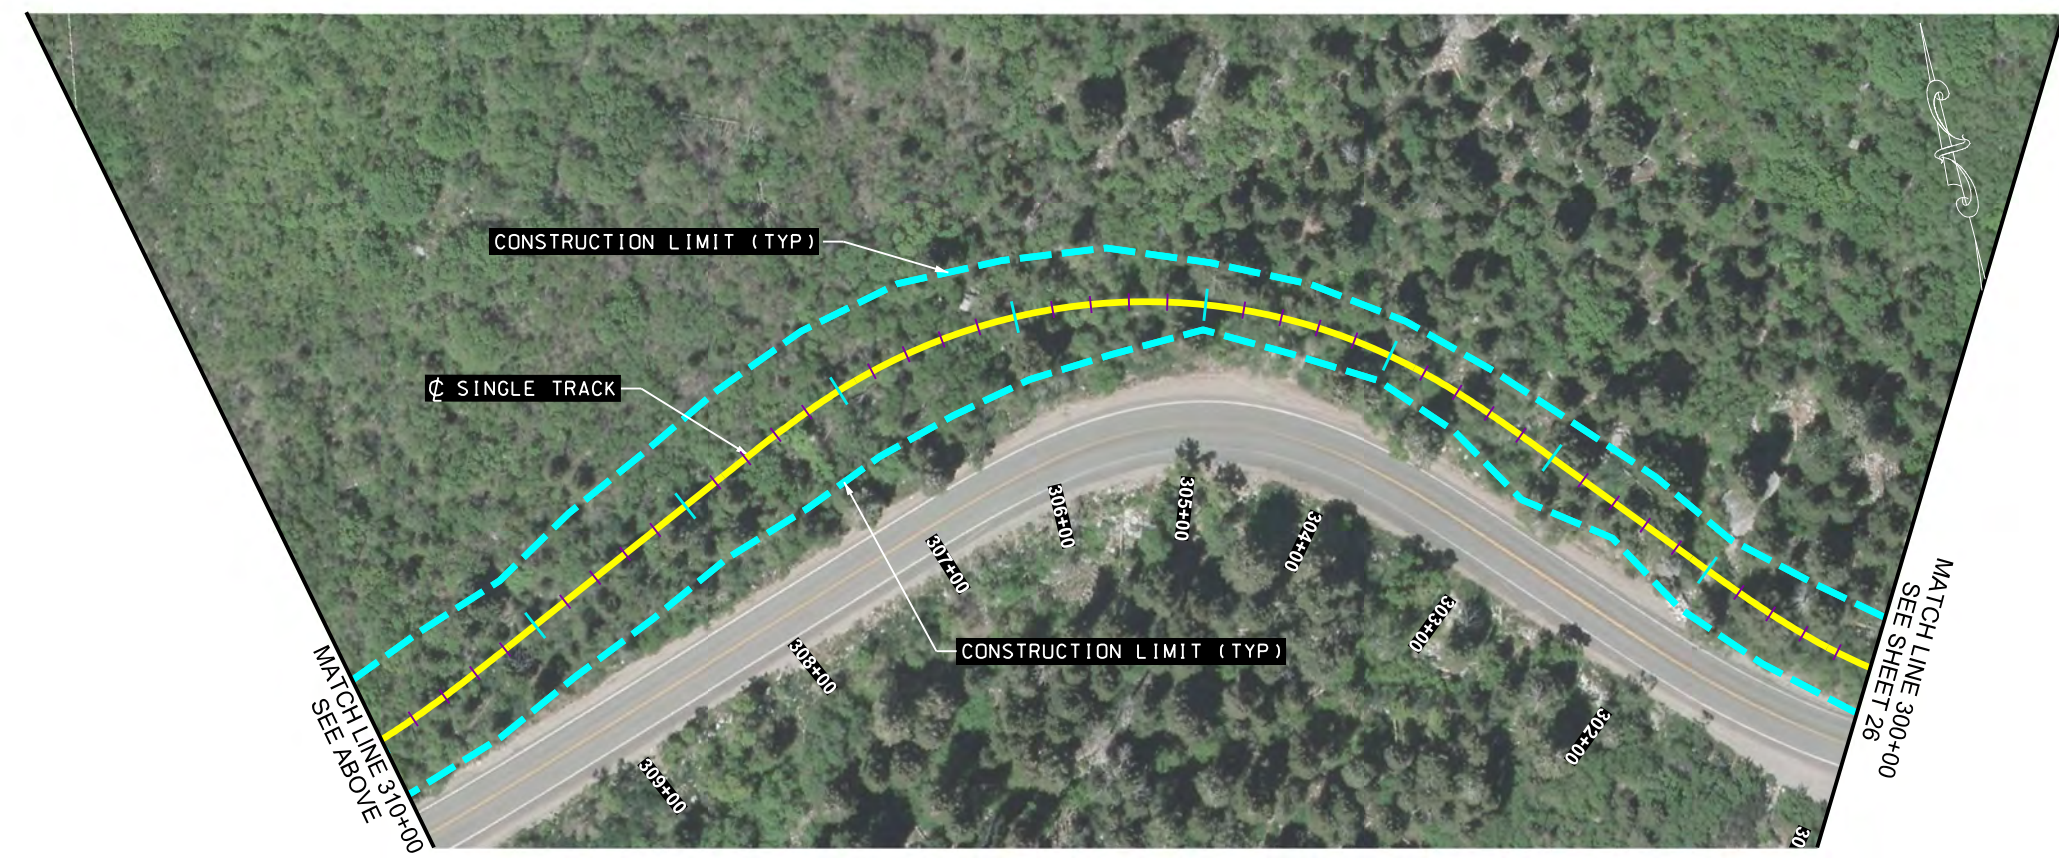 CONSTRUCTION LIMIT (TYP)
℄ SINGLE TRACK
CONSTRUCTION LIMIT (TYP)
306+00
305+00
304+00
307+00
303+00
308+00
302+00
309+00
MATCH LINE 310+00
SEE ABOVE
MATCH LINE 300+00
SEE SHEET 26